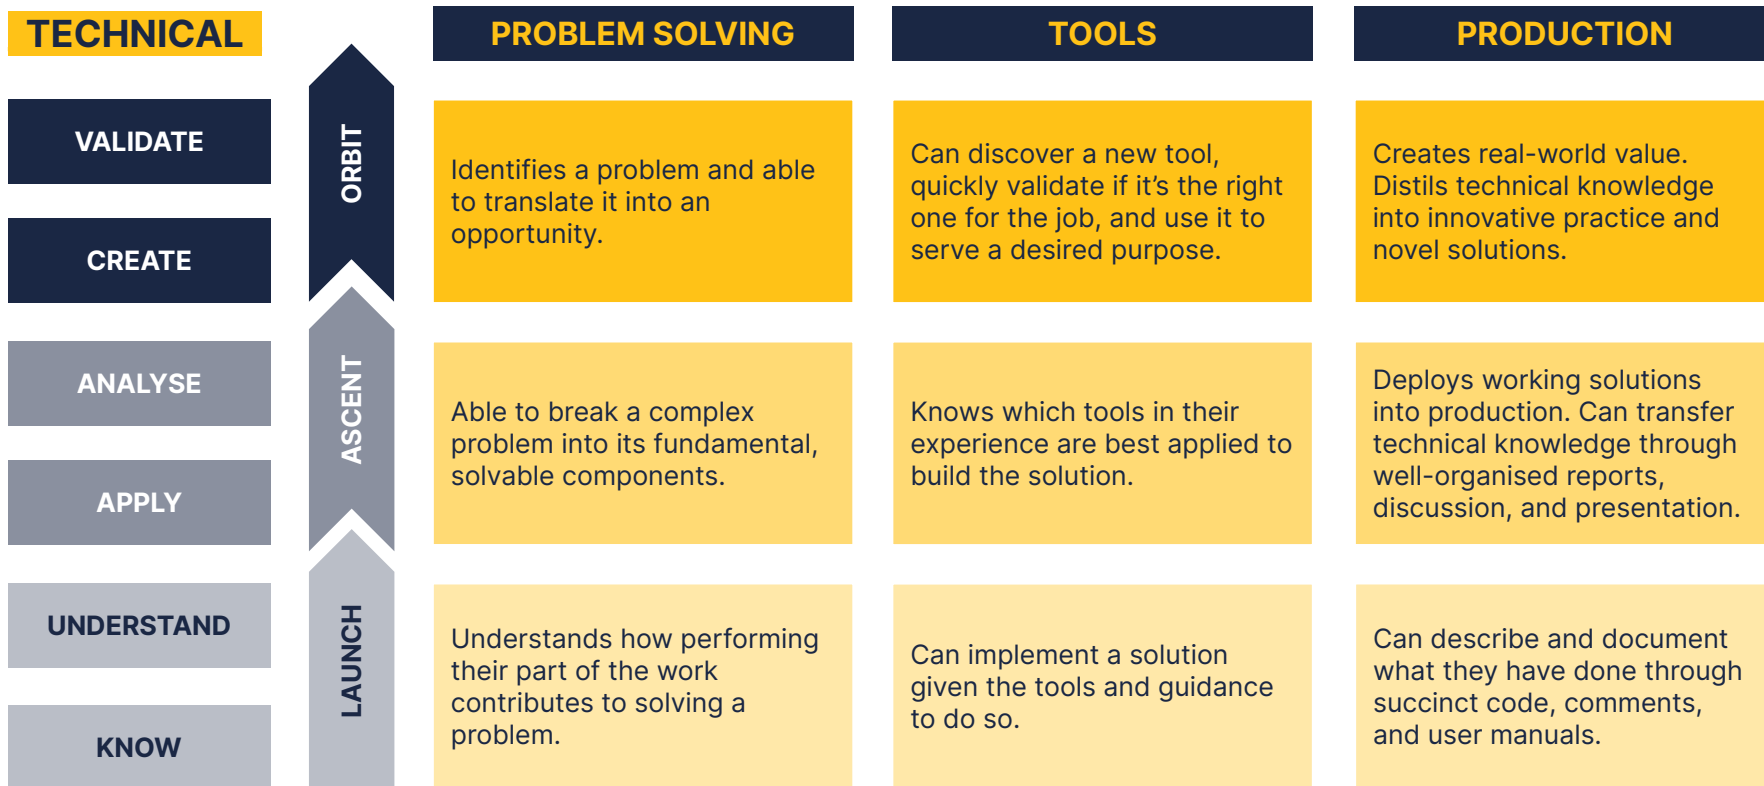 TECHNICAL
PROBLEM SOLVING
TOOLS
PRODUCTION
VALIDATE
CREATE
ORBIT
Identifies a problem and able
to translate it into an
opportunity.
Can discover a new tool,
quickly validate if it’s the right
one for the job, and use it to
serve a desired purpose.
Creates real-world value.
Distils technical knowledge
into innovative practice and
novel solutions.
ANALYSE
APPLY
ASCENT
Able to break a complex
problem into its fundamental,
solvable components.
Knows which tools in their
experience are best applied to
build the solution.
Deploys working solutions
into production. Can transfer
technical knowledge through
well-organised reports,
discussion, and presentation.
UNDERSTAND
KNOW
LAUNCH
Understands how performing
their part of the work
contributes to solving a
problem.
Can implement a solution
given the tools and guidance
to do so.
Can describe and document
what they have done through
succinct code, comments,
and user manuals.